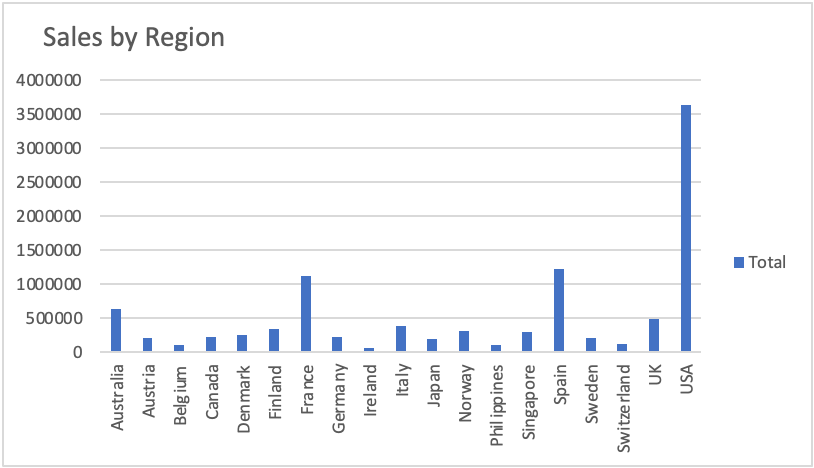 Sales by Region
4000000
3500000
3000000
2500000
2000000
1500000
1000000
500000
0
Australia
Austria
Belgium
Canada
Denmark
Finland
France
Germany
Ireland
Italy
Japan
Norway
Philippines
Singapore
Spain
Sweden
Switzerland
UK
USA
Total